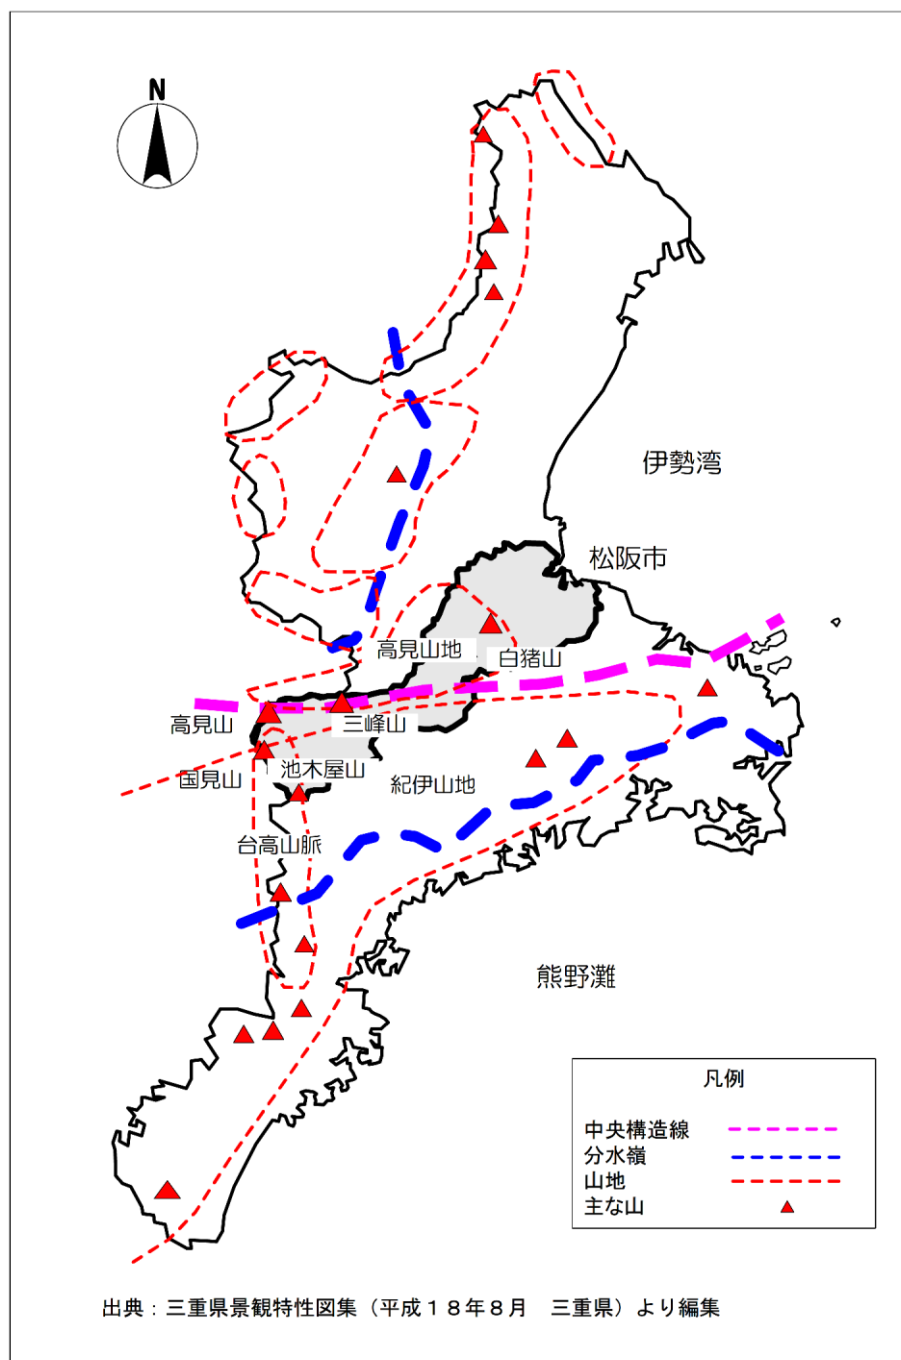 N
伊勢湾
松阪市
高見山地
白猪山
高見山
三峰山
国見山
池木屋山
紀伊山地
台高山脈
熊野灘
凡例
中央構造線
分水嶺
山地
主な山
出典：三重県景観特性図集（平成１８年８月　三重県）より編集